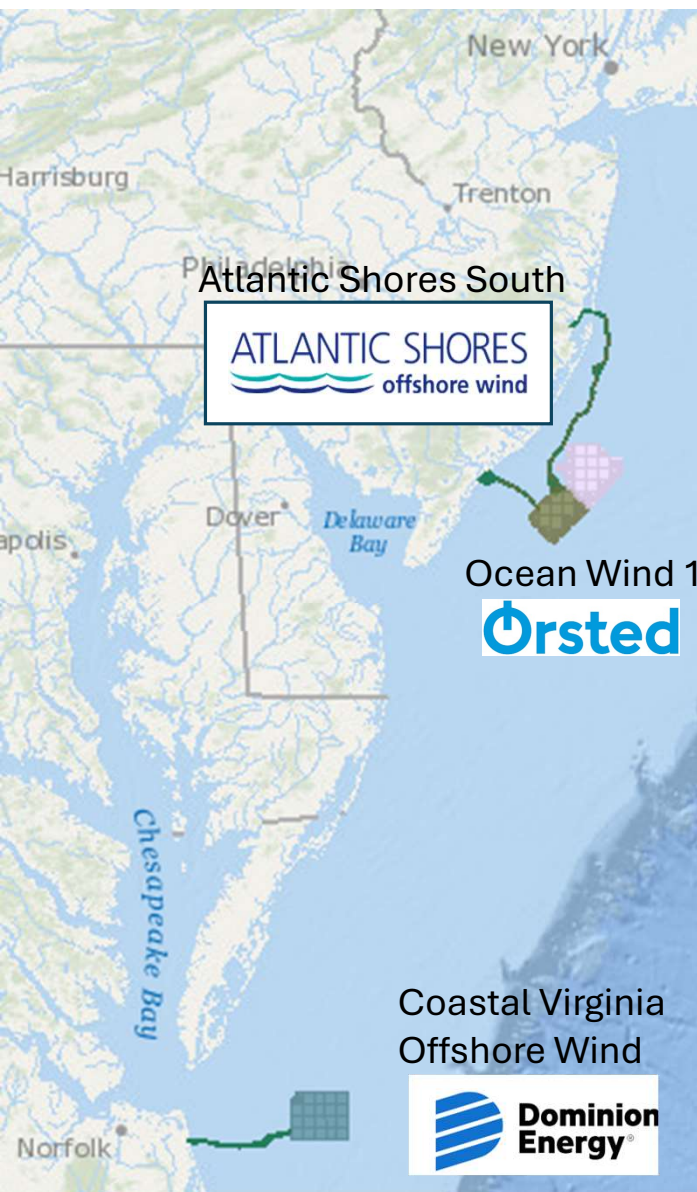 New York
Harrisburg
Trenton
Philadelphia
Atlantic Shores South
ATLANTIC SHORES
offshore wind
Dover
Delaware
Bay
apolis
Ocean Wind 1
Ørsted
Chesapeake Bay
Coastal Virginia
Offshore Wind
Dominion
Energy®
Norfolk